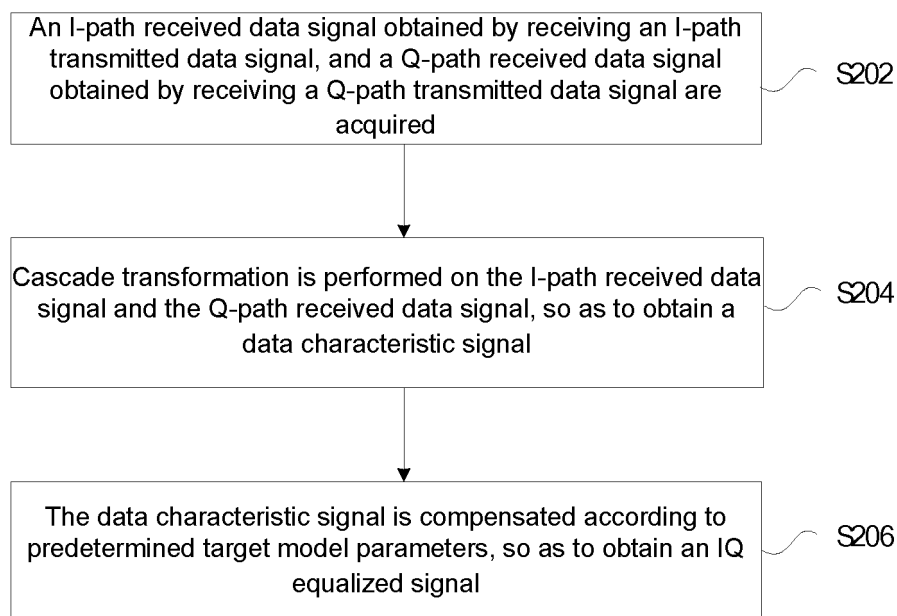 An I-path received data signal obtained by receiving an I-path
transmitted data signal, and a Q-path received data signal
obtained by receiving a Q-path transmitted data signal are
acquired
S202
Cascade transformation is performed on the I-path received data
signal and the Q-path received data signal, so as to obtain a
data characteristic signal
S204
The data characteristic signal is compensated according to
predetermined target model parameters, so as to obtain an IQ
equalized signal
S206